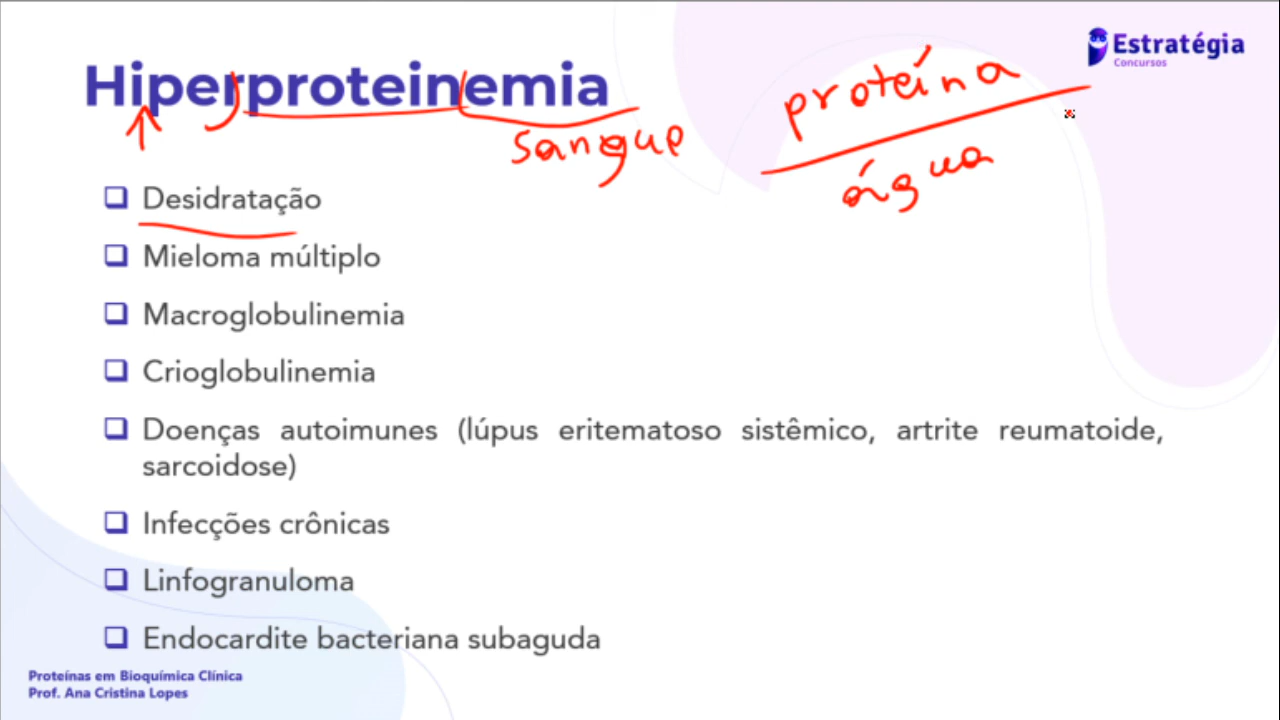 Estratégia
Concursos
Hiperproteinemia
proteína
sangue
água
Desidratação
Mieloma múltiplo
Macroglobulinemia
Crioglobulinemia
Doenças autoimunes (lúpus eritematoso sistêmico, artrite reumatoide,
sarcoidose)
Infecções crônicas
Linfogranuloma
Endocardite bacteriana subaguda
Proteínas em Bioquímica Clínica
Prof. Ana Cristina Lopes